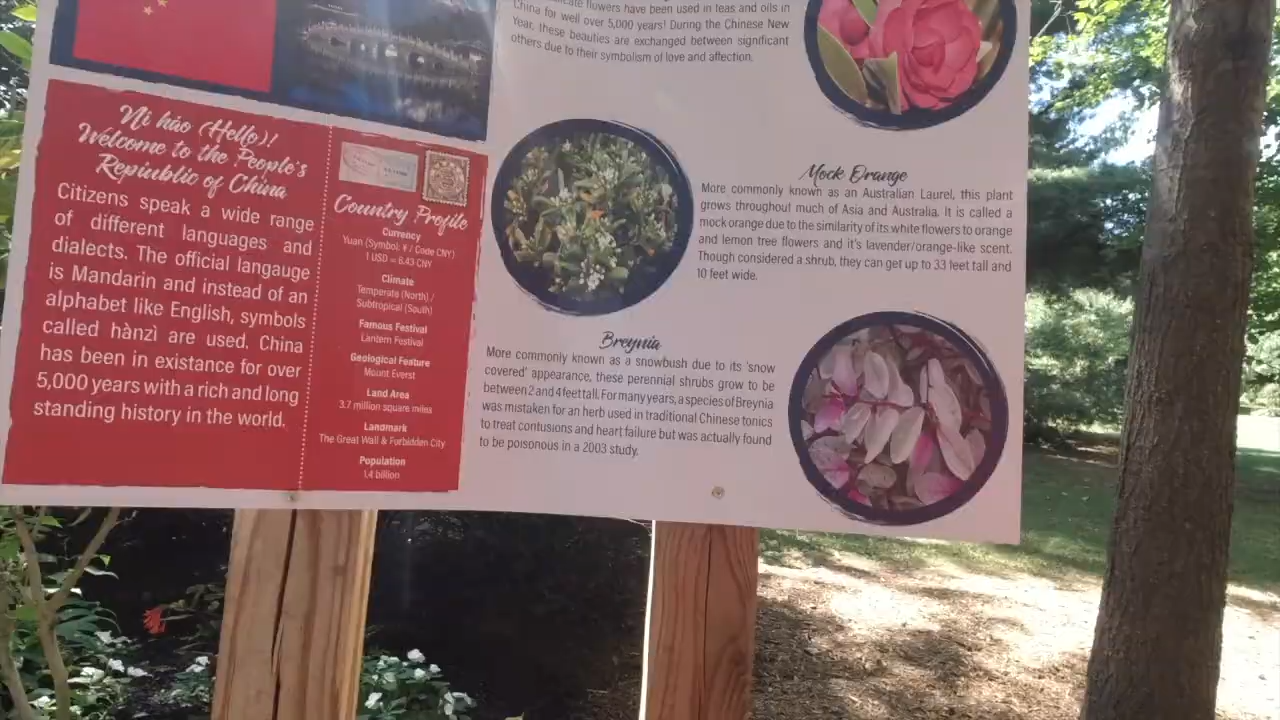 cate flowers have been used in teas and oils in
China for well over 5,000 years! During the Chinese New
Year, these beauties are exchanged between significant
others due to their symbolism of love and affection.
Nǐ hǎo (Hello)!
Welcome to the People's
Repiublic of China
Citizens speak a wide range
of different languages and
dialects. The official langauge
is Mandarin and instead of an
alphabet like English, symbols
called hànzì are used. China
has been in existance for over
5,000 years with a rich and long
standing history in the world.
Country Profile
Currency
Yuan (Symbol: ¥ / Code CNY)
1 USD = 6.43 CNY
Climate
Temperate (North) /
Subtropical (South)
Famous Festival
Lantern Festival
Geological Feature
Mount Everst
Land Area
3.7 million square miles
Landmark
The Great Wall & Forbidden City
Population
1.4 billion
Mock Orange
More commonly known as an Australian Laurel, this plant
grows throughout much of Asia and Australia. It is called a
mock orange due to the similarity of its white flowers to orange
and lemon tree flowers and it's lavender/orange-like scent.
Though considered a shrub, they can get up to 33 feet tall and
10 feet wide.
Breynia
More commonly known as a snowbush due to its 'snow
covered' appearance, these perennial shrubs grow to be
between 2 and 4 feet tall. For many years, a species of Breynia
was mistaken for an herb used in traditional Chinese tonics
to treat contusions and heart failure but was actually found
to be poisonous in a 2003 study.